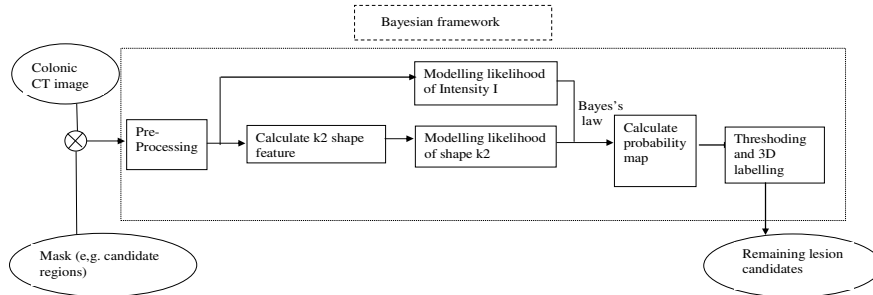 Bayesian framework
Colonic
CT image
Modelling likelihood
of Intensity I
Bayes's
law
Pre-
Processing
Calculate k2 shape
feature
Modelling likelihood
of shape k2
Calculate
probability
map
Threshoding
and 3D
labelling
Mask (e,g. candidate
regions)
Remaining lesion
candidates